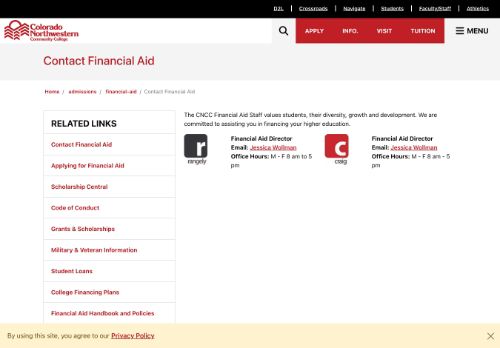 D2L | Crossroads | Navigate | Students | Faculty/Staff | Athletics
Colorado
Northwestern
Community College
APPLY INFO. VISIT TUITION MENU
Contact Financial Aid
Home / admissions / financial-aid / Contact Financial Aid
RELATED LINKS
Contact Financial Aid
Applying for Financial Aid
Scholarship Central
Code of Conduct
Grants & Scholarships
Military & Veteran Information
Student Loans
College Financing Plans
Financial Aid Handbook and Policies
The CNCC Financial Aid Staff values students, their diversity, growth and development. We are
committed to assisting you in financing your higher education.
r
rangely
Financial Aid Director
Email: Jessica Wollman
Office Hours: M - F 8 am to 5
pm
c
craig
Financial Aid Director
Email: Jessica Wollman
Office Hours: M - F 8 am - 5
pm
By using this site, you agree to our Privacy Policy